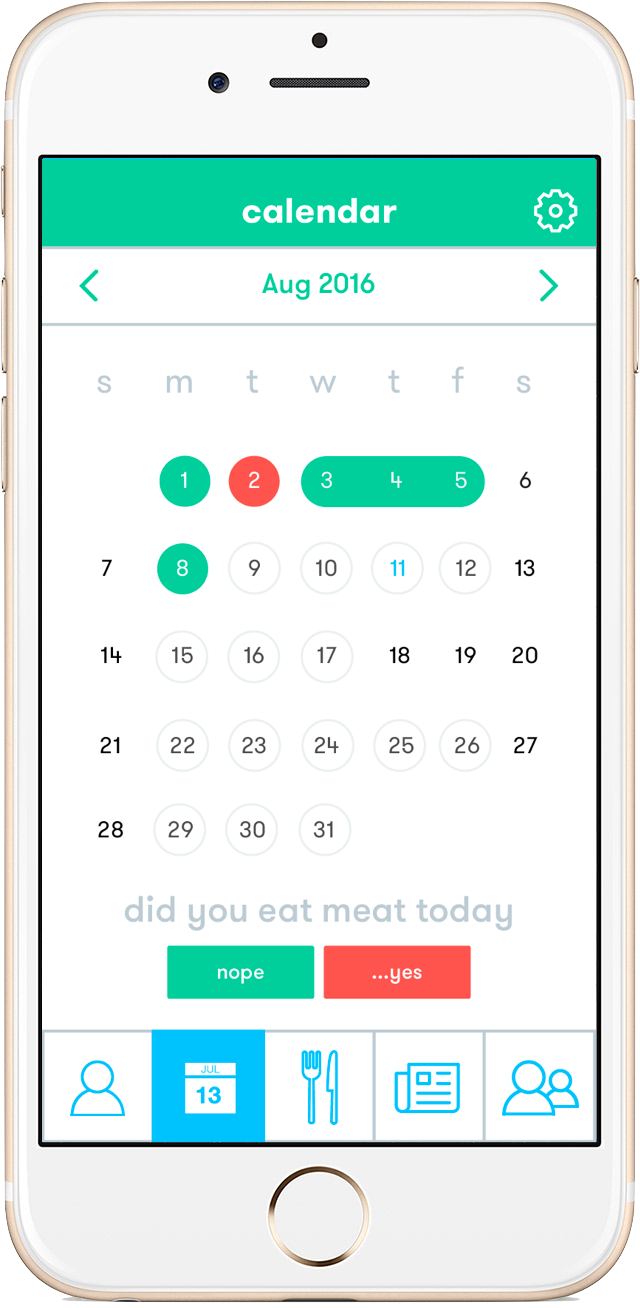 calendar
Aug 2016
s m t w t f s
1 2 3 4 5 6
7 8 9 10 11 12 13
14 15 16 17 18 19 20
21 22 23 24 25 26 27
28 29 30 31
did you eat meat today
nope ...yes
JUL
13